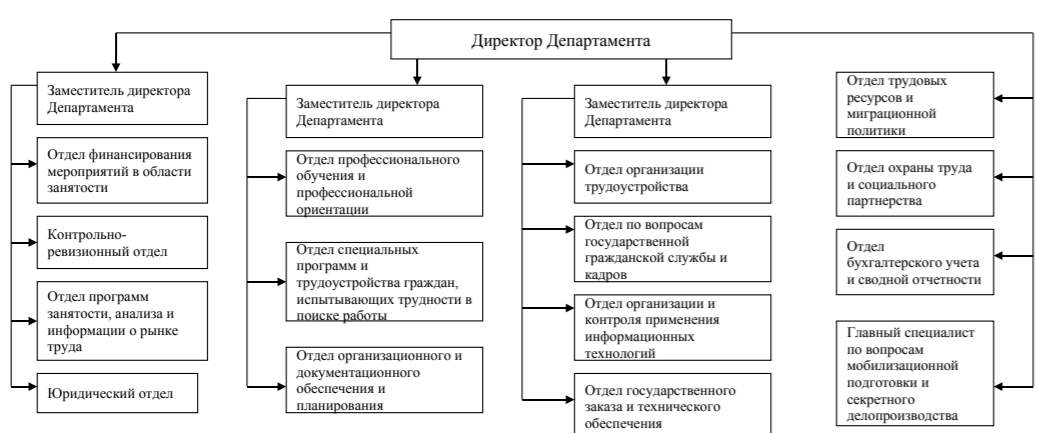 Директор Департамента
Заместитель директора
Департамента
Отдел финансирования
мероприятий в области
занятости
Контрольно-
ревизионный отдел
Отдел программ
занятости, анализа и
информации о рынке
труда
Юридический отдел
Заместитель директора
Департамента
Отдел профессионального
обучения и
профессиональной
ориентации
Отдел специальных
программ и
трудоустройства граждан,
испытывающих трудности в
поиске работы
Отдел организационного и
документационного
обеспечения и
планирования
Заместитель директора
Департамента
Отдел организации
трудоустройства
Отдел по вопросам
государственной
гражданской службы и
кадров
Отдел организации и
контроля применения
информационных
технологий
Отдел государственного
заказа и технического
обеспечения
Отдел трудовых
ресурсов и
миграционной
политики
Отдел охраны труда
и социального
партнерства
Отдел
бухгалтерского учета
и сводной отчетности
Главный специалист
по вопросам
мобилизационной
подготовки и
секретного
делопроизводства